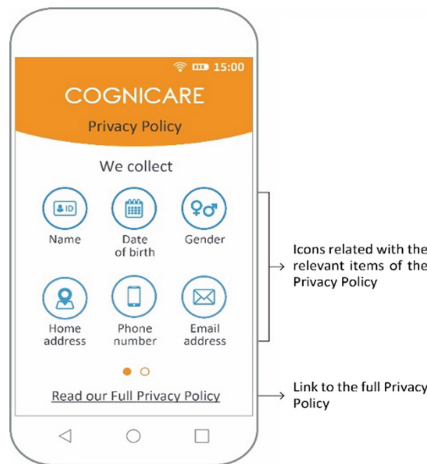 15:00
COGNICARE
Privacy Policy
We collect
ID
Name
Date
of birth
Gender
Home
address
Phone
number
Email
address
Read our Full Privacy Policy
Icons related with the
relevant items of the
Privacy Policy
Link to the full Privacy
Policy